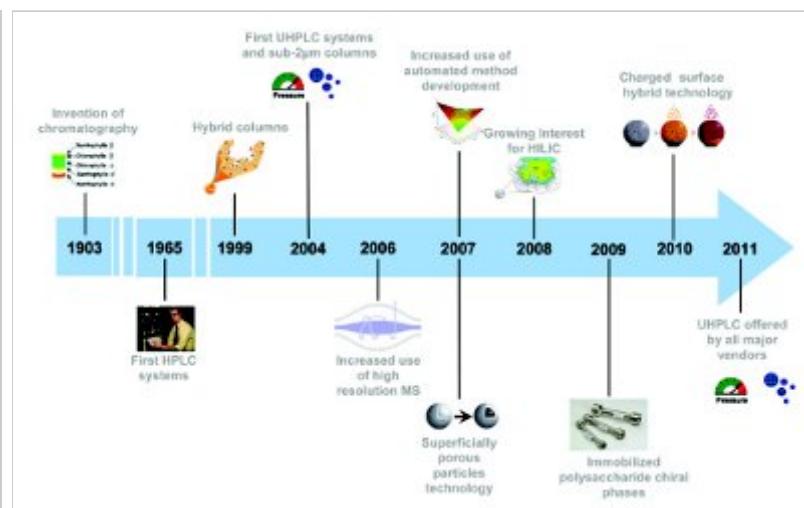 First UHPLC systems
and sub-2µm columns
Pressure
Increased use of
automated method
development
Charged surface
hybrid technology
Invention of
chromatography
Hybrid columns
Growing Interest
for HILIC
1903
1965
1999
2004
2006
2007
2008
2009
2010
2011
First HPLC
systems
Increased use
of high
resolution MS
Superficially
porous
particles
technology
Immobilized
polysaccharide chiral
phases
UHPLC offered
by all major
vendors
Pressure